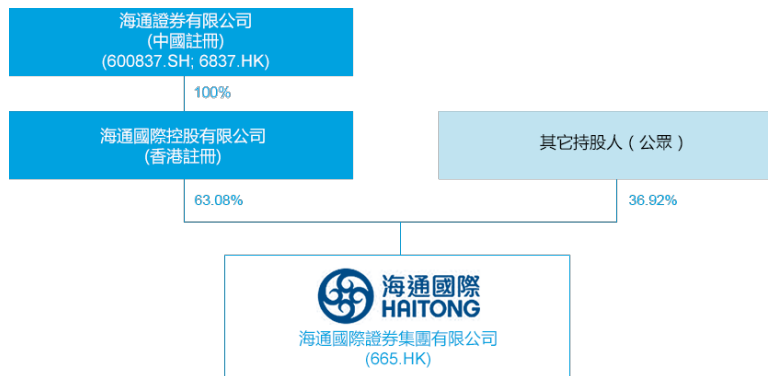 海通證券有限公司
(中國註冊)
(600837.SH; 6837.HK)
100%
海通國際控股有限公司
(香港註冊)
其它持股人（公眾）
63.08%
36.92%
海通國際
HAITONG
海通國際證券集團有限公司
(665.HK)